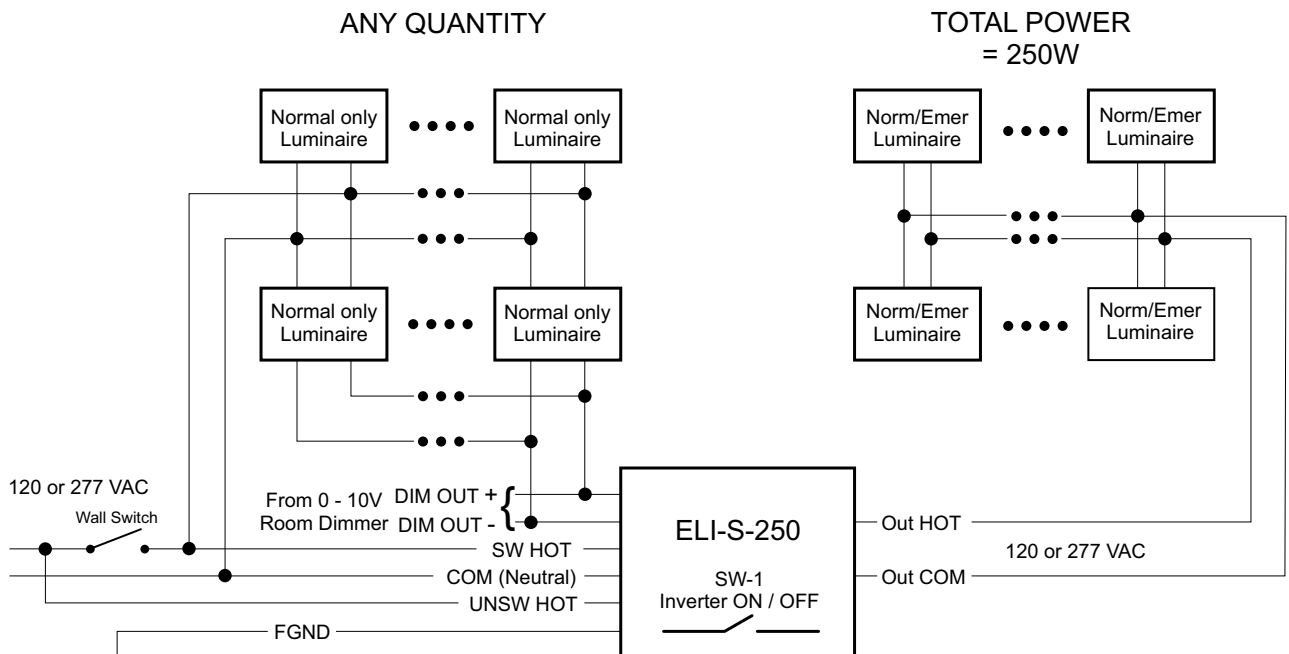 ANY QUANTITY
TOTAL POWER
= 250W
Normal only
Luminaire
Normal only
Luminaire
Norm/Emer
Luminaire
Norm/Emer
Luminaire
Normal only
Luminaire
Normal only
Luminaire
Norm/Emer
Luminaire
Norm/Emer
Luminaire
120 or 277 VAC
Wall Switch
From 0 - 10V
Room Dimmer
DIM OUT +
DIM OUT -
SW HOT
COM (Neutral)
UNSW HOT
FGND
ELI-S-250
SW-1
Inverter ON / OFF
Out HOT
120 or 277 VAC
Out COM